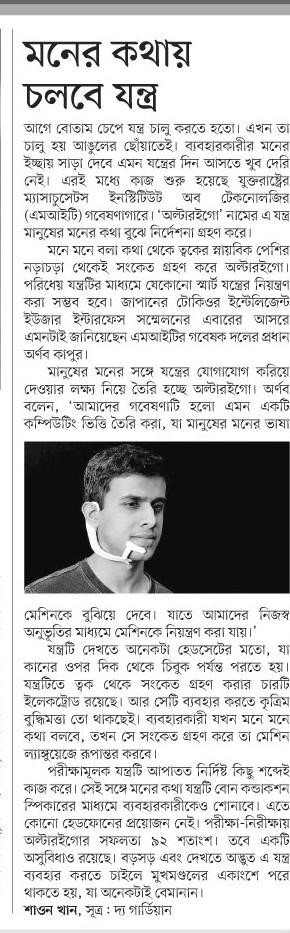 মনের কথায়
চলবে যন্ত্র
আগে বোতাম চেপে যন্ত্র চালু করতে হতো। এখন তা
চালু হয় আঙুলের ছোঁয়াতেই। ব্যবহারকারীর মনের
ইচ্ছায় সাড়া দেবে এমন যন্ত্রের দিন আসতে খুব দেরি
নেই। এরই মধ্যে কাজ শুরু হয়েছে যুক্তরাষ্ট্রের
ম্যাসাচুসেটস ইনস্টিটিউট অব টেকনোলজির
(এমআইটি) গবেষণাগারে। ‘অল্টারইগো’ নামের এ যন্ত্র
মানুষের মনের কথা বুঝে নির্দেশনা গ্রহণ করে।
মনে মনে বলা কথা থেকে ত্বকের স্নায়বিক পেশির
নড়াচড়া থেকেই সংকেত গ্রহণ করে অল্টারইগো।
পরিধেয় যন্ত্রটির মাধ্যমে যেকোনো স্মার্ট যন্ত্রের নিয়ন্ত্রণ
করা সম্ভব হবে। জাপানের টোকিওর ইন্টেলিজেন্ট
ইউজার ইন্টারফেস সম্মেলনের এবারের আসরে
এমনটাই জানিয়েছেন এমআইটির গবেষক দলের প্রধান
অর্ণব কাপুর।
মানুষের মনের সঙ্গে যন্ত্রের যোগাযোগ করিয়ে
দেওয়ার লক্ষ্য নিয়ে তৈরি হচ্ছে অল্টারইগো। অর্ণব
বলেন, ‘আমাদের গবেষণাটি হলো এমন একটি
কম্পিউটিং ভিত্তি তৈরি করা, যা মানুষের মনের ভাষা
মেশিনকে বুঝিয়ে দেবে। যাতে আমাদের নিজস্ব
অনুভূতির মাধ্যমে মেশিনকে নিয়ন্ত্রণ করা যায়।’
যন্ত্রটি দেখতে অনেকটা হেডসেটের মতো, যা
কানের ওপর দিক থেকে চিবুক পর্যন্ত পরতে হয়।
যন্ত্রটিতে ত্বক থেকে সংকেত গ্রহণ করার চারটি
ইলেকট্রোড রয়েছে। আর সেটি ব্যবহার করতে কৃত্রিম
বুদ্ধিমত্তা তো থাকছেই। ব্যবহারকারী যখন মনে মনে
কথা বলবে, তখন সে সংকেত গ্রহণ করে তা মেশিন
ল্যাঙ্গুয়েজে রূপান্তর করবে।
পরীক্ষামূলক যন্ত্রটি আপাতত নির্দিষ্ট কিছু শব্দেই
কাজ করে। সেই সঙ্গে মনের কথা যন্ত্রটি বোন কন্ডাকশন
স্পিকারের মাধ্যমে ব্যবহারকারীকেও শোনাবে। এতে
কোনো হেডফোনের প্রয়োজন নেই। পরীক্ষা-নিরীক্ষায়
অল্টারইগোর সফলতা ৯২ শতাংশ। তবে একটি
অসুবিধাও রয়েছে। বড়সড় এবং দেখতে অদ্ভুত এ যন্ত্র
ব্যবহার করতে চাইলে মুখমণ্ডলের একাংশে পরে
থাকতে হয়, যা অনেকটাই বেমানান।
শাওন খান, সূত্র : দ্য গার্ডিয়ান